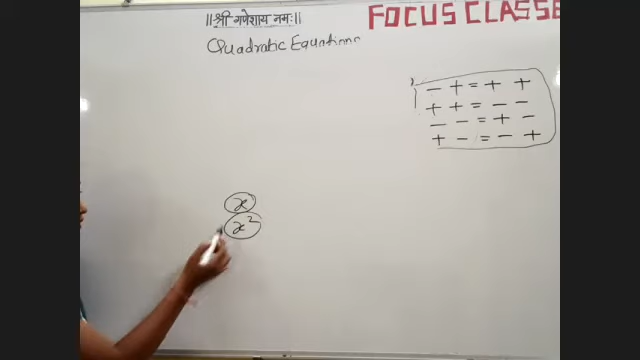 ||श्री गणेशाय नमः||
FOCUS CLASSE
Quadratic Equations
- + = + +
+ + = - -
- - = + -
+ - = - +
x
x²